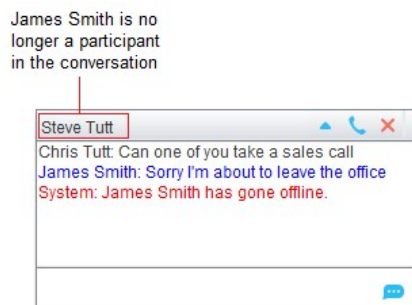 James Smith is no
longer a participant
in the conversation
Steve Tutt
Chris Tutt: Can one of you take a sales call
James Smith: Sorry I'm about to leave the office
System: James Smith has gone offline.